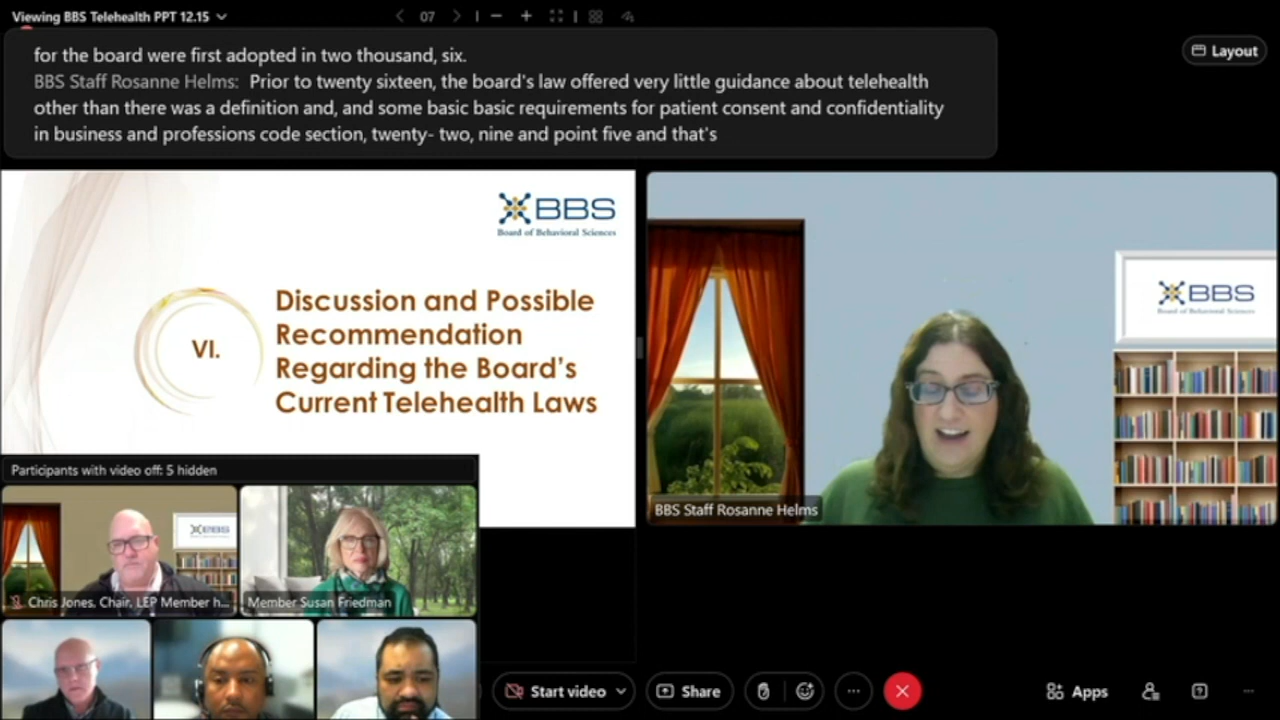 Viewing BBS Telehealth PPT 12.15
07
for the board were first adopted in two thousand, six.
BBS Staff Rosanne Helms: Prior to twenty sixteen, the board's law offered very little guidance about telehealth
other than there was a definition and, and some basic basic requirements for patient consent and confidentiality
in business and professions code section, twenty- two, nine and point five and that's
Layout
BBS
Board of Behavioral Sciences
VI.
Discussion and Possible
Recommendation
Regarding the Board's
Current Telehealth Laws
BBS
Board of Behavioral Sciences
BBS Staff Rosanne Helms
Participants with video off: 5 hidden
BBS
Chris Jones, Chair, LEP Member h...
Member Susan Friedman
Start video
Share
Apps